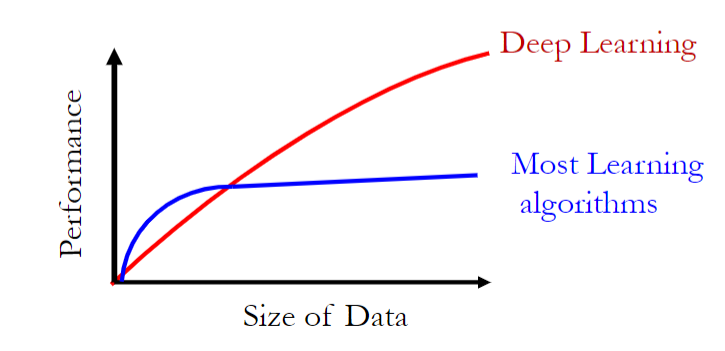 Deep Learning
Performance
Most Learning
algorithms
Size of Data